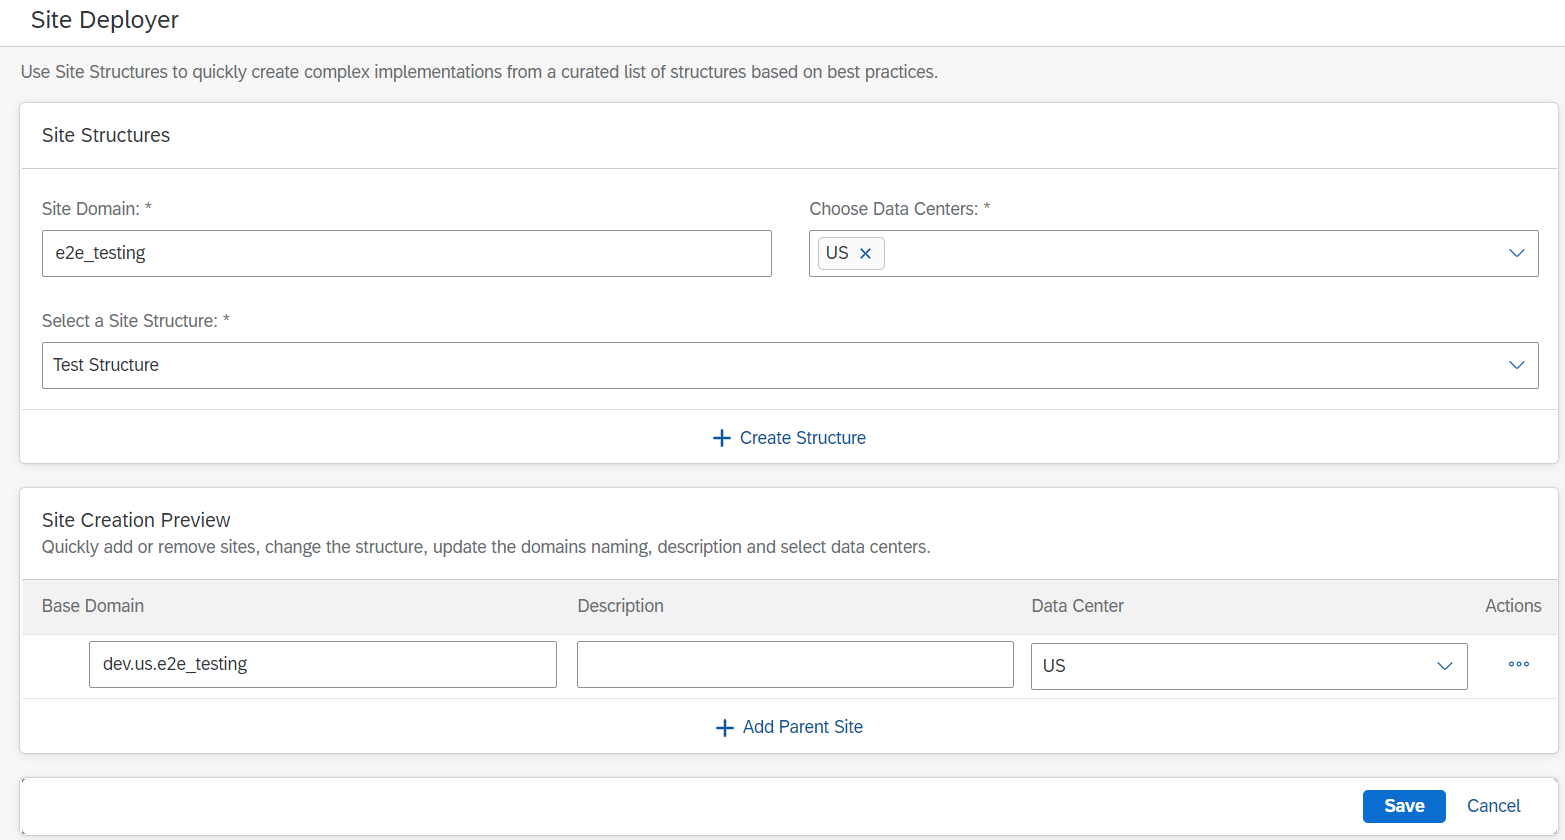 Site Deployer
Use Site Structures to quickly create complex implementations from a curated list of structures based on best practices.
Site Structures
Site Domain: *
Choose Data Centers: *
e2e_testing
US
Select a Site Structure: *
Test Structure
Create Structure
Site Creation Preview
Quickly add or remove sites, change the structure, update the domains naming, description and select data centers.
Base Domain Description Data Center Actions
dev.us.e2e_testing
US
Add Parent Site
Save Cancel